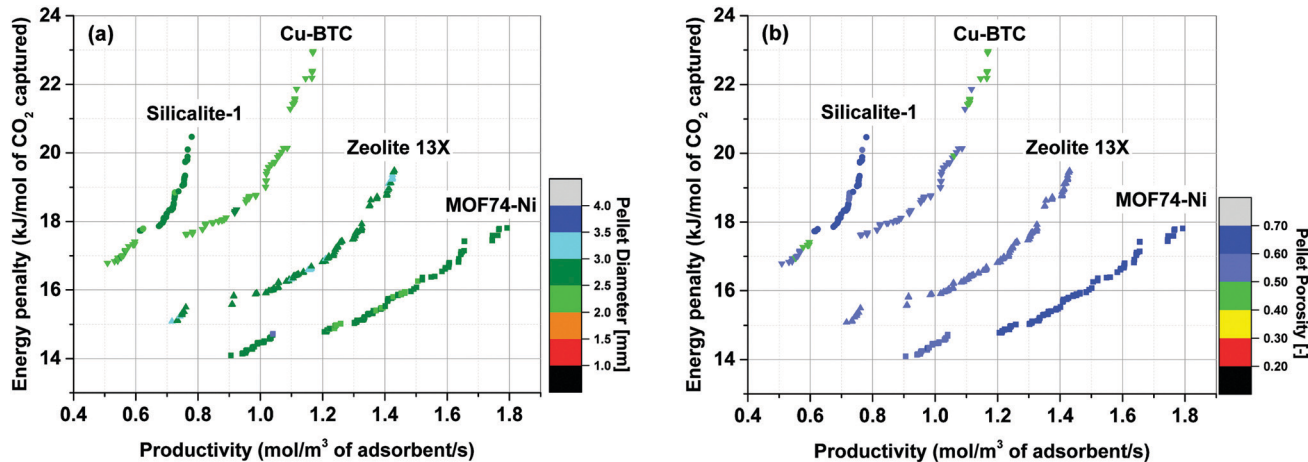 (a)
Cu-BTC
Silicalite-1
Zeolite 13X
MOF74-Ni
Energy penalty (kJ/mol of CO₂ captured)
24
22
20
18
16
14
0.4 0.6 0.8 1.0 1.2 1.4 1.6 1.8
Productivity (mol/m³ of adsorbent/s)
4.0
3.5
3.0
2.5
2.0
1.5
1.0
Pellet Diameter [mm]
(b)
Cu-BTC
Silicalite-1
Zeolite 13X
MOF74-Ni
Energy penalty (kJ/mol of CO₂ captured)
24
22
20
18
16
14
0.4 0.6 0.8 1.0 1.2 1.4 1.6 1.8
Productivity (mol/m³ of adsorbent/s)
0.70
0.60
0.50
0.40
0.30
0.20
Pellet Porosity [-]